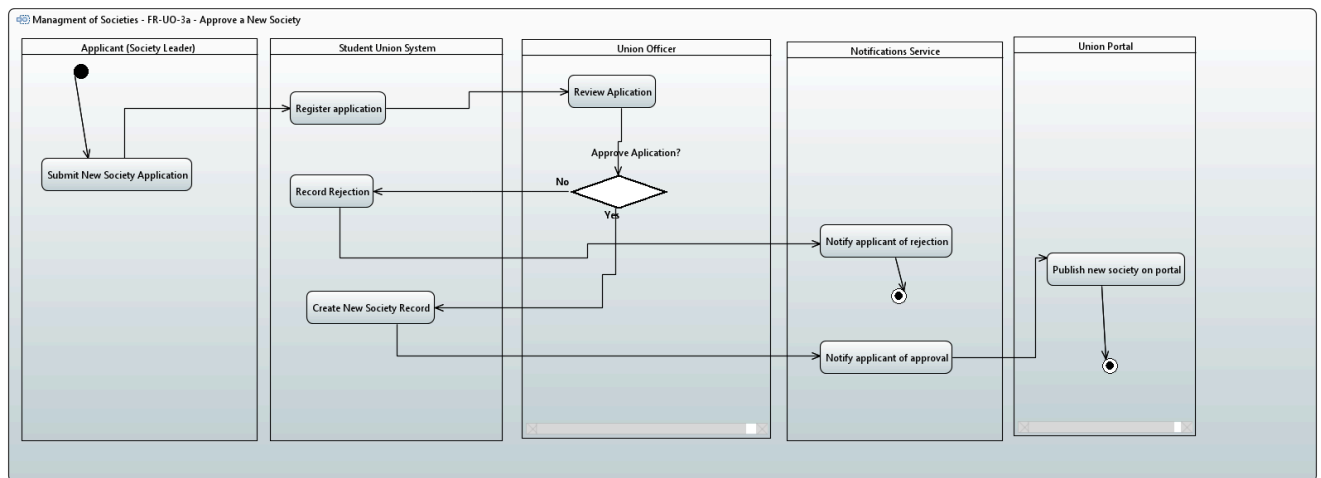 Managment of Societies - FR-UO-3a - Approve a New Society
Applicant (Society Leader)
Student Union System
Union Officer
Notifications Service
Union Portal
Review Aplication
Register application
Approve Aplication?
Submit New Society Application
No
Record Rejection
Yes
Notify applicant of rejection
Publish new society on portal
Create New Society Record
Notify applicant of approval